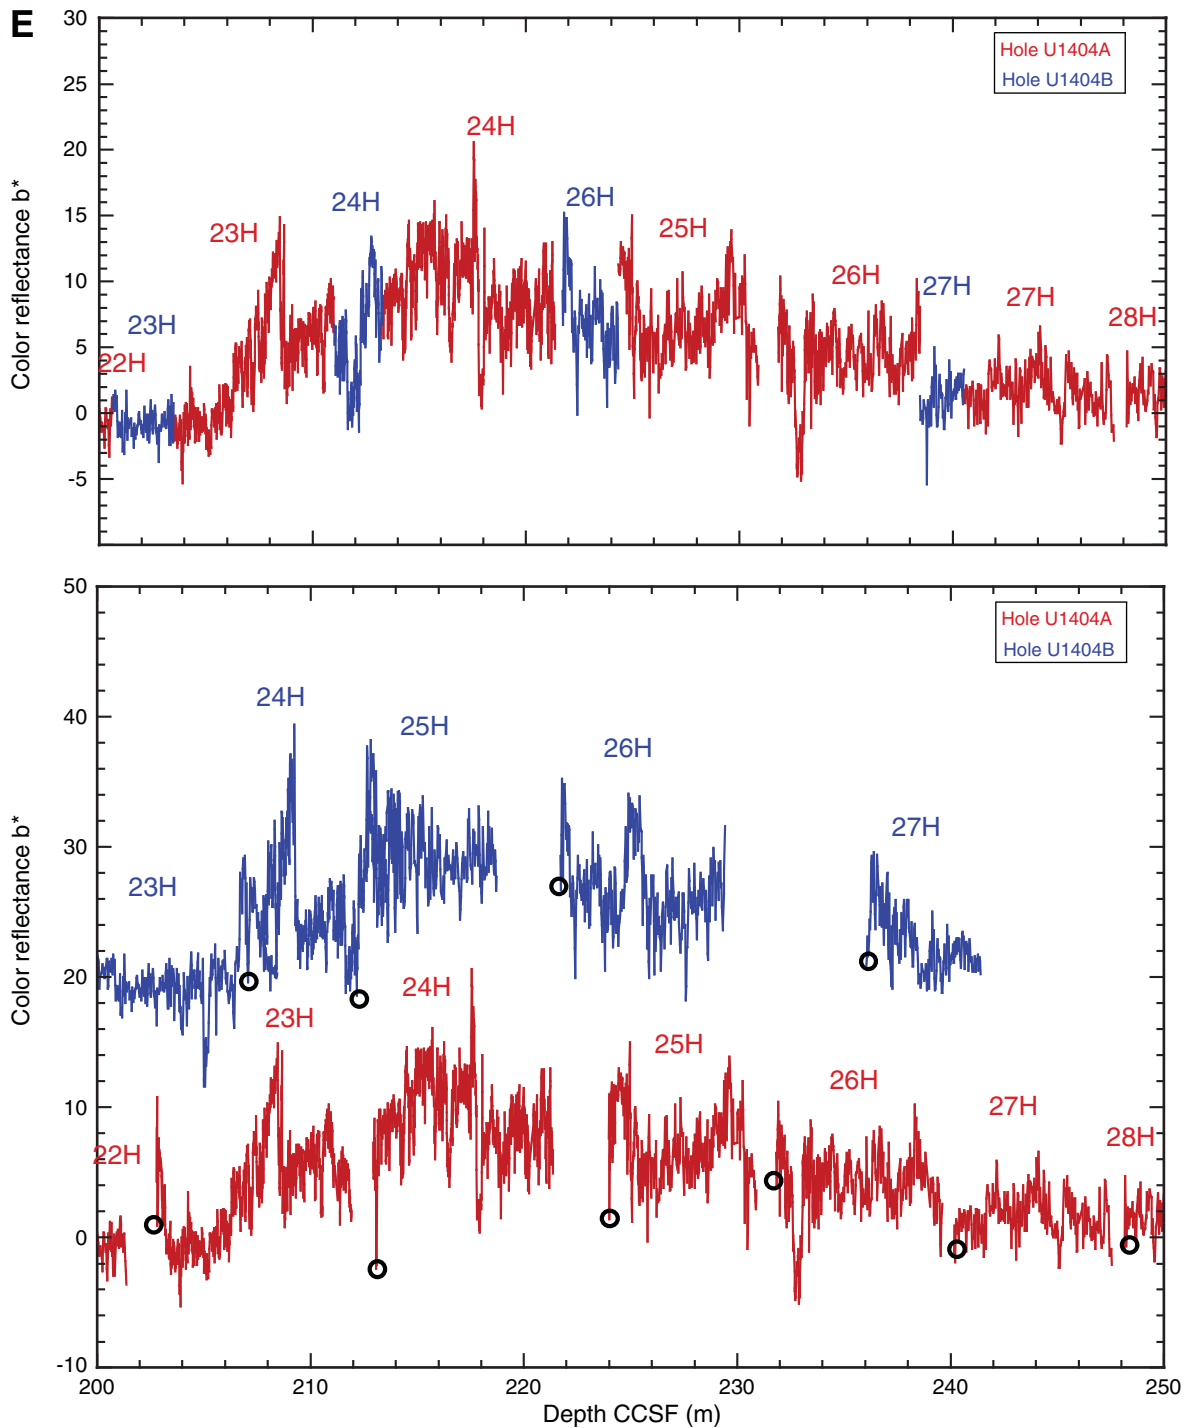 E
30
25
20
15
10
5
0
-5
Color reflectance b*
Hole U1404A
Hole U1404B
22H
23H
23H
24H
24H
26H
25H
26H
27H
27H
28H
50
40
30
20
10
0
-10
Color reflectance b*
Hole U1404A
Hole U1404B
23H
24H
25H
26H
27H
22H
23H
24H
25H
26H
27H
28H
200
210
220
230
240
250
Depth CCSF (m)